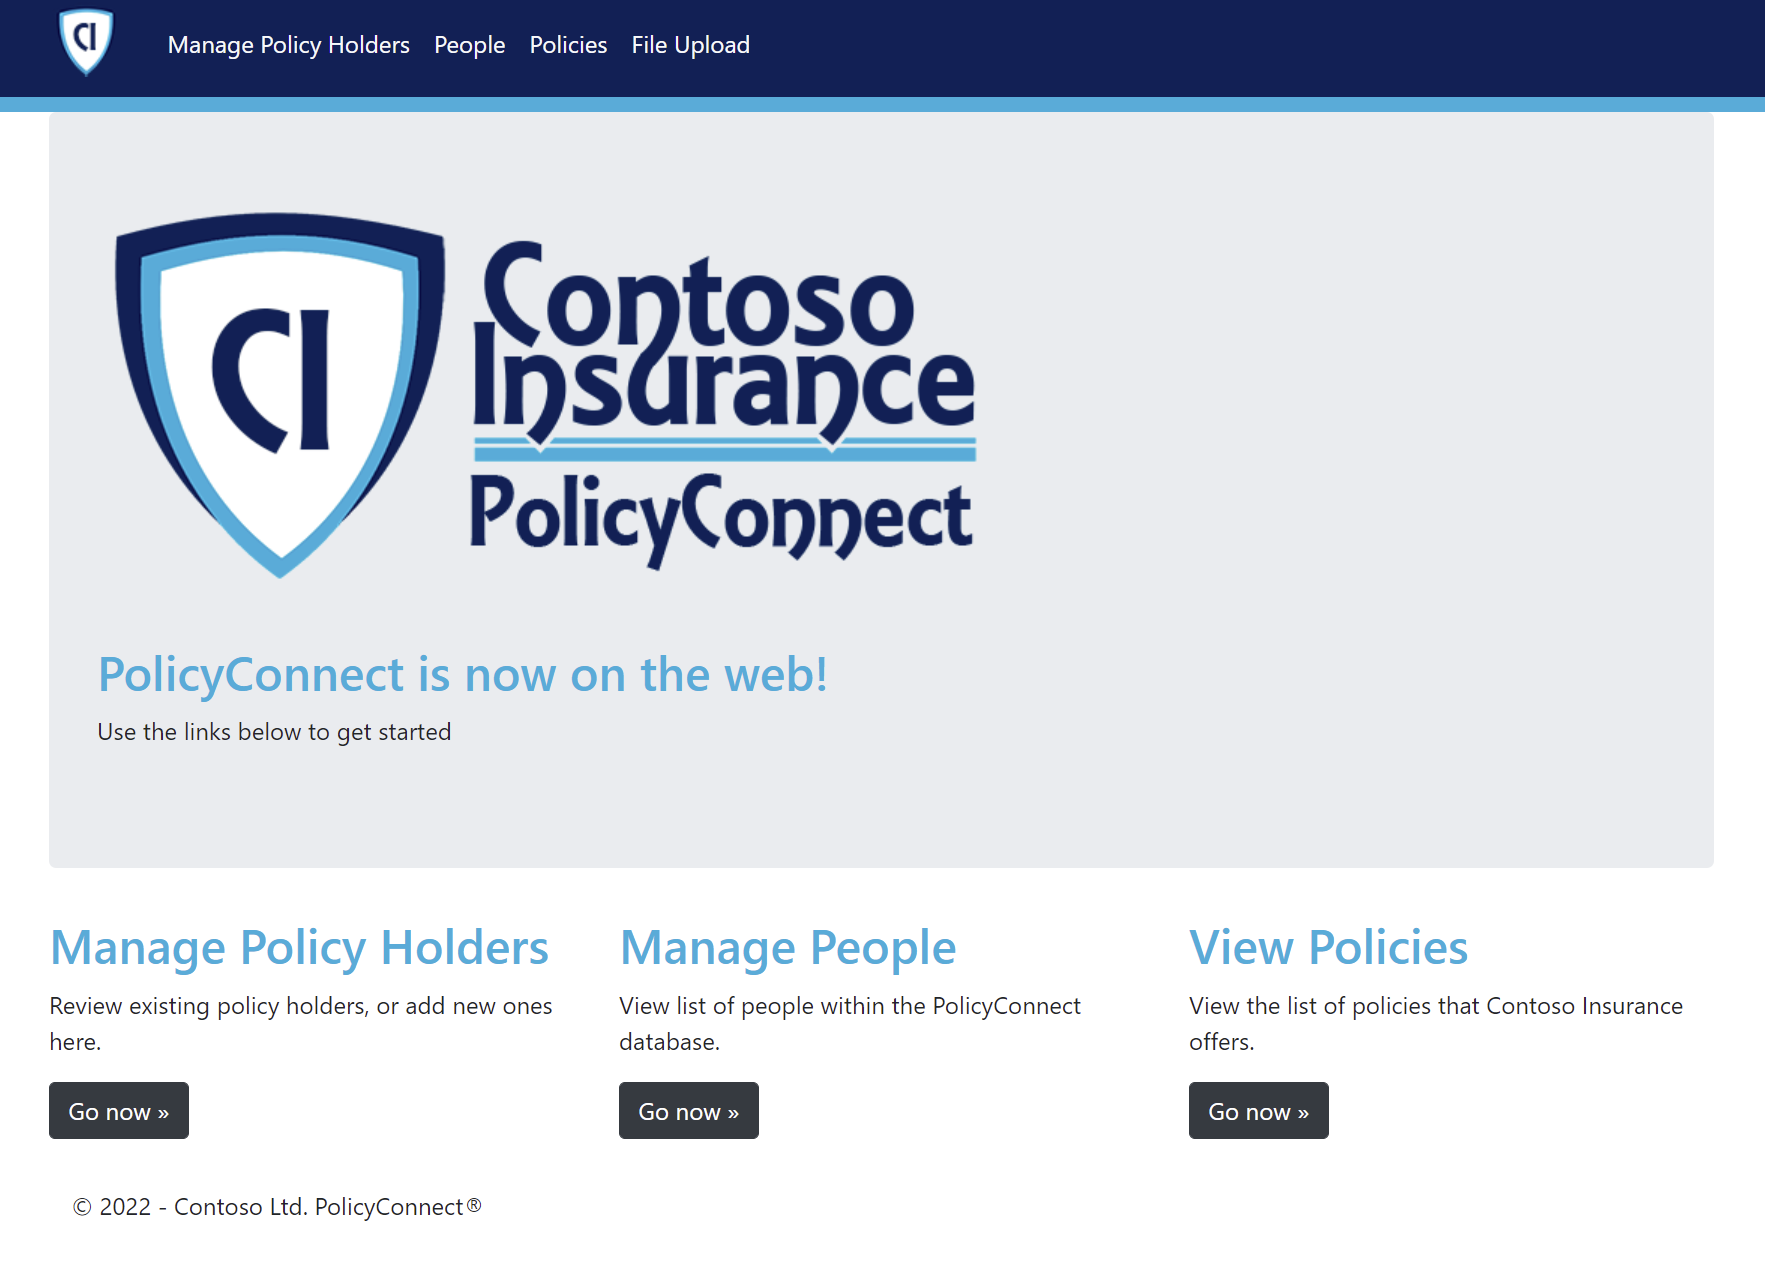 CI
Manage Policy Holders People Policies File Upload
CI
Contoso
Insurance
PolicyConnect
PolicyConnect is now on the web!
Use the links below to get started
Manage Policy Holders
Review existing policy holders, or add new ones
here.
Go now »
Manage People
View list of people within the PolicyConnect
database.
Go now »
View Policies
View the list of policies that Contoso Insurance
offers.
Go now »
© 2022 - Contoso Ltd. PolicyConnect®